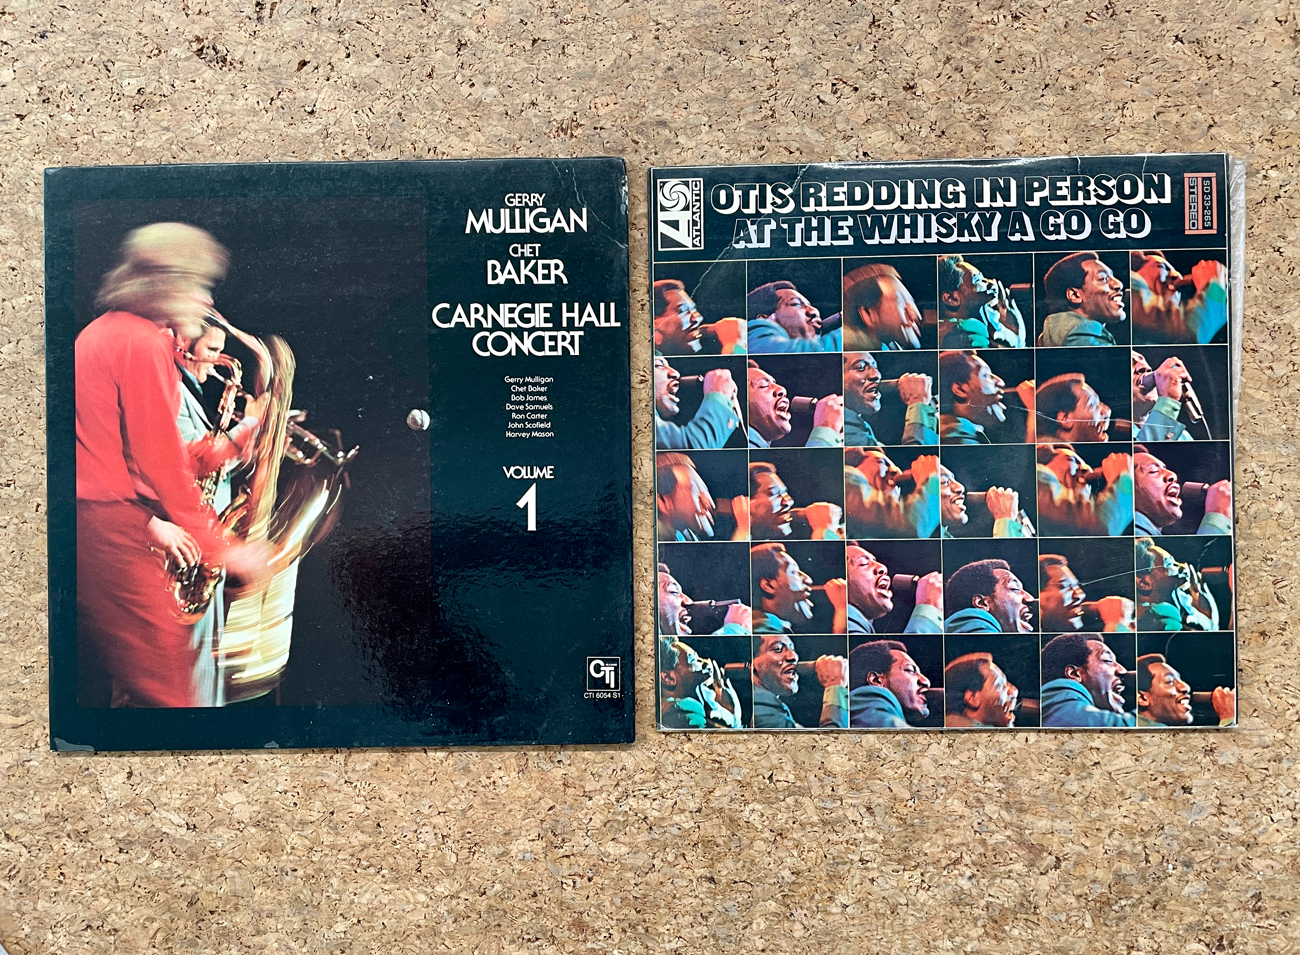 GERRY
MULLIGAN
CHET
BAKER
CARNEGIE HALL
CONCERT
Gerry Mulligan
Chet Baker
Bob James
Dave Samuels
Ron Carter
John Scofield
Harvey Mason
VOLUME
1
CTI
CTI 6054 S1
ATLANTIC
OTIS REDDING IN PERSON
AT THE WHISKY A GO GO
SD 33-265
STEREO